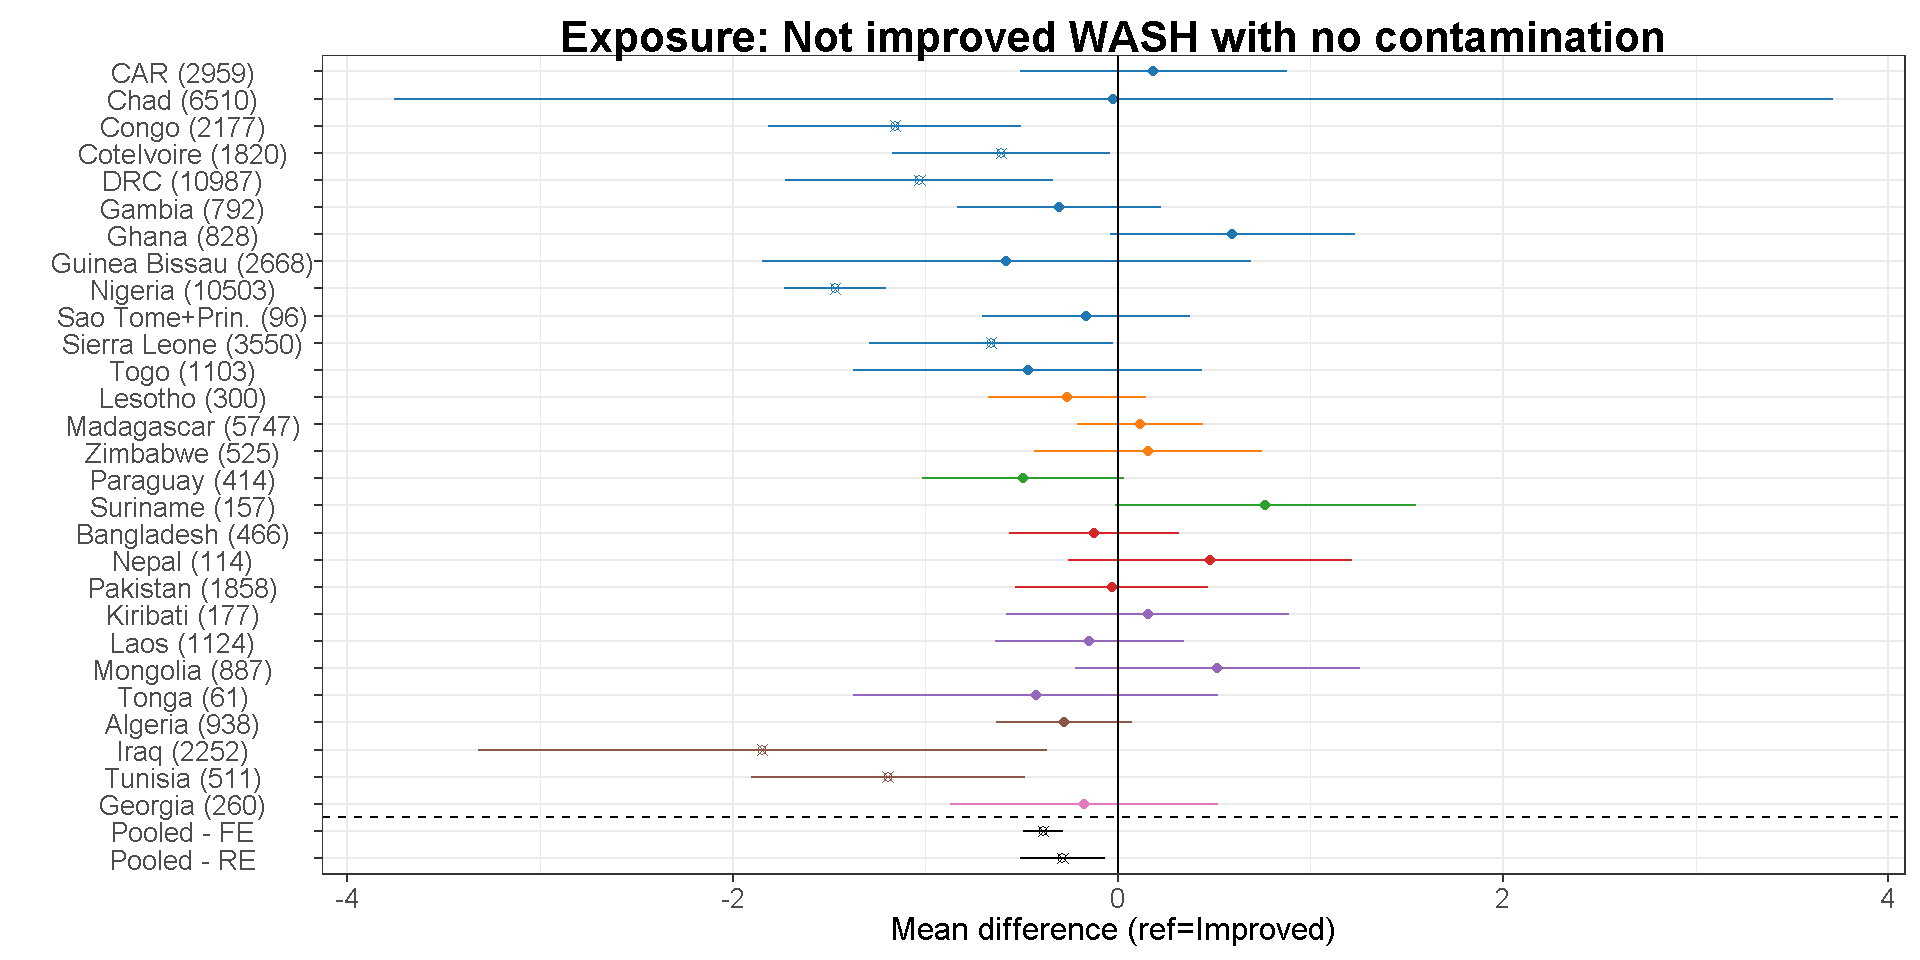 Exposure: Not improved WASH with no contamination
CAR (2959)
Chad (6510)
Congo (2177)
CoteIvoire (1820)
DRC (10987)
Gambia (792)
Ghana (828)
Guinea Bissau (2668)
Nigeria (10503)
Sao Tome+Prin. (96)
Sierra Leone (3550)
Togo (1103)
Lesotho (300)
Madagascar (5747)
Zimbabwe (525)
Paraguay (414)
Suriname (157)
Bangladesh (466)
Nepal (114)
Pakistan (1858)
Kiribati (177)
Laos (1124)
Mongolia (887)
Tonga (61)
Algeria (938)
Iraq (2252)
Tunisia (511)
Georgia (260)
Pooled - FE
Pooled - RE
-4 -2 0 2 4
Mean difference (ref=Improved)